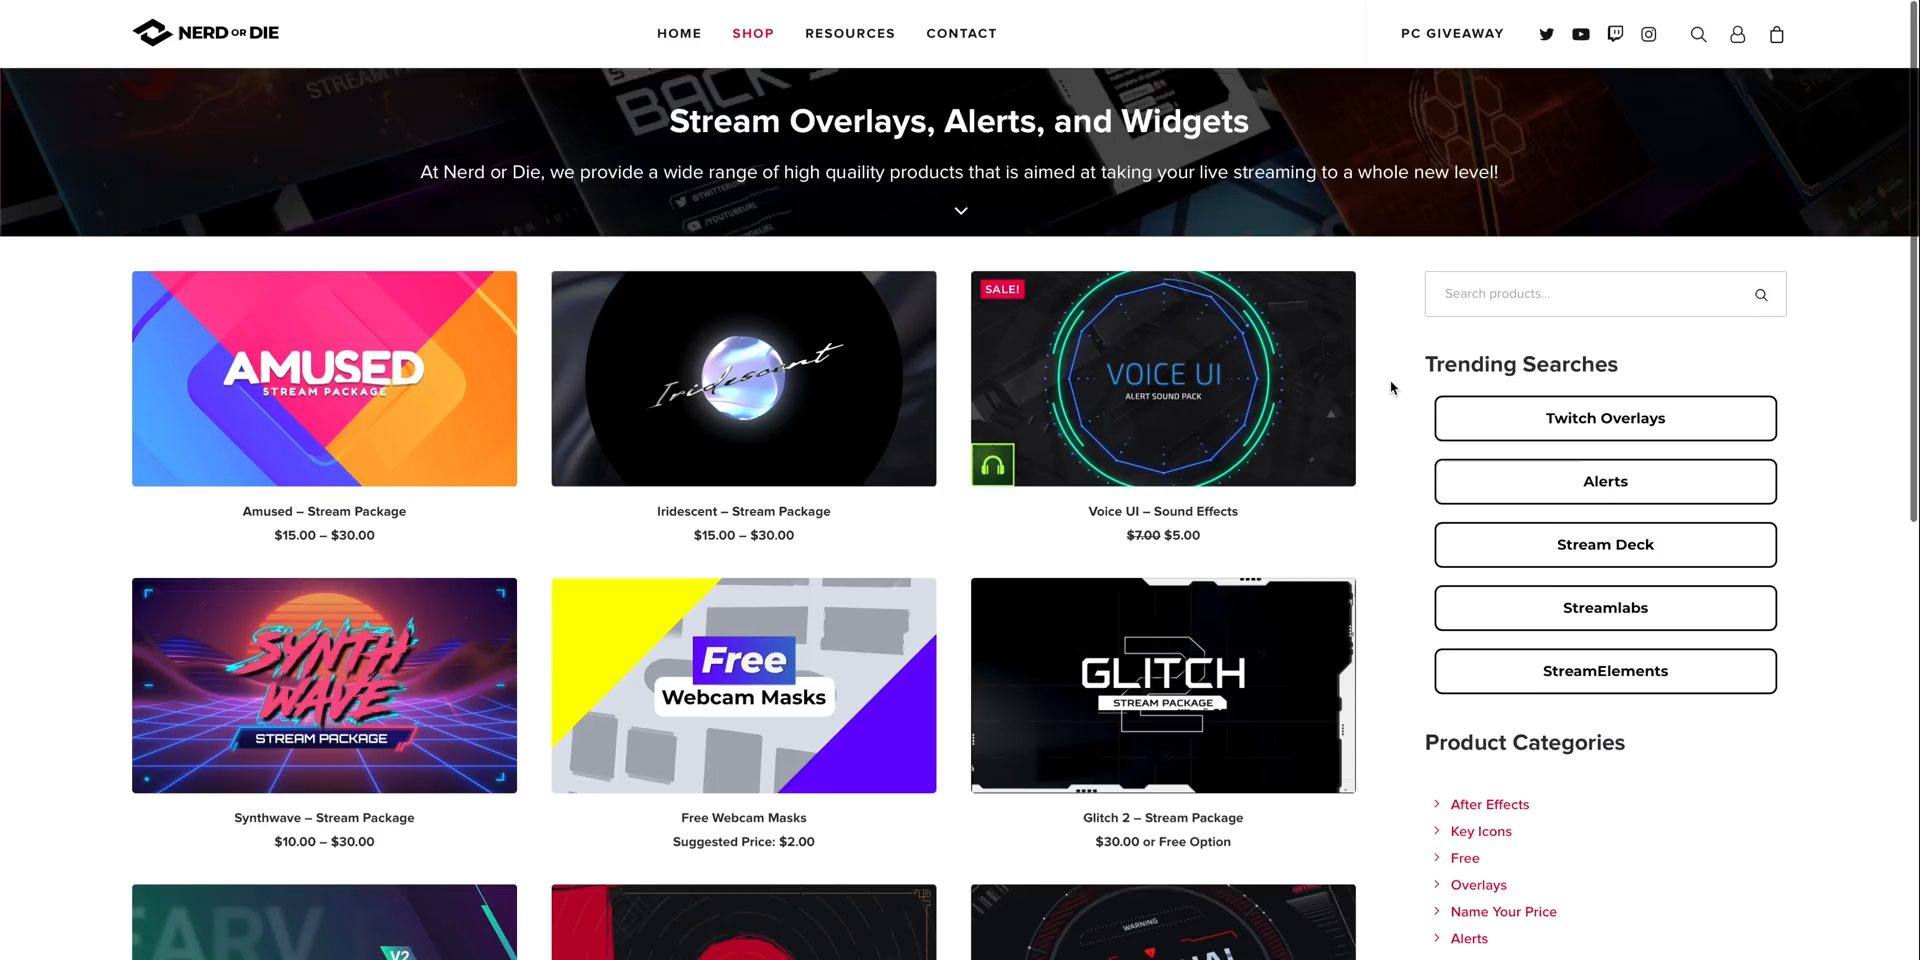 NERD OR DIE
HOME
SHOP
RESOURCES
CONTACT
PC GIVEAWAY
BACK
Stream Overlays, Alerts, and Widgets
At Nerd or Die, we provide a wide range of high quaility products that is aimed at taking your live streaming to a whole new level!
@TWITTERURL
/YOUTUBEURL
AMUSED
STREAM PACKAGE
Iridescent
SALE!
VOICE UI
ALERT SOUND PACK
Amused – Stream Package
$15.00 – $30.00
Iridescent – Stream Package
$15.00 – $30.00
Voice UI – Sound Effects
$7.00 $5.00
SYNTH
WAVE
STREAM PACKAGE
Free
Webcam Masks
GLITCH
2
STREAM PACKAGE
Synthwave – Stream Package
$10.00 – $30.00
Free Webcam Masks
Suggested Price: $2.00
Glitch 2 – Stream Package
$30.00 or Free Option
V2
WARNING
Search products...
Trending Searches
Twitch Overlays
Alerts
Stream Deck
Streamlabs
StreamElements
Product Categories
After Effects
Key Icons
Free
Overlays
Name Your Price
Alerts